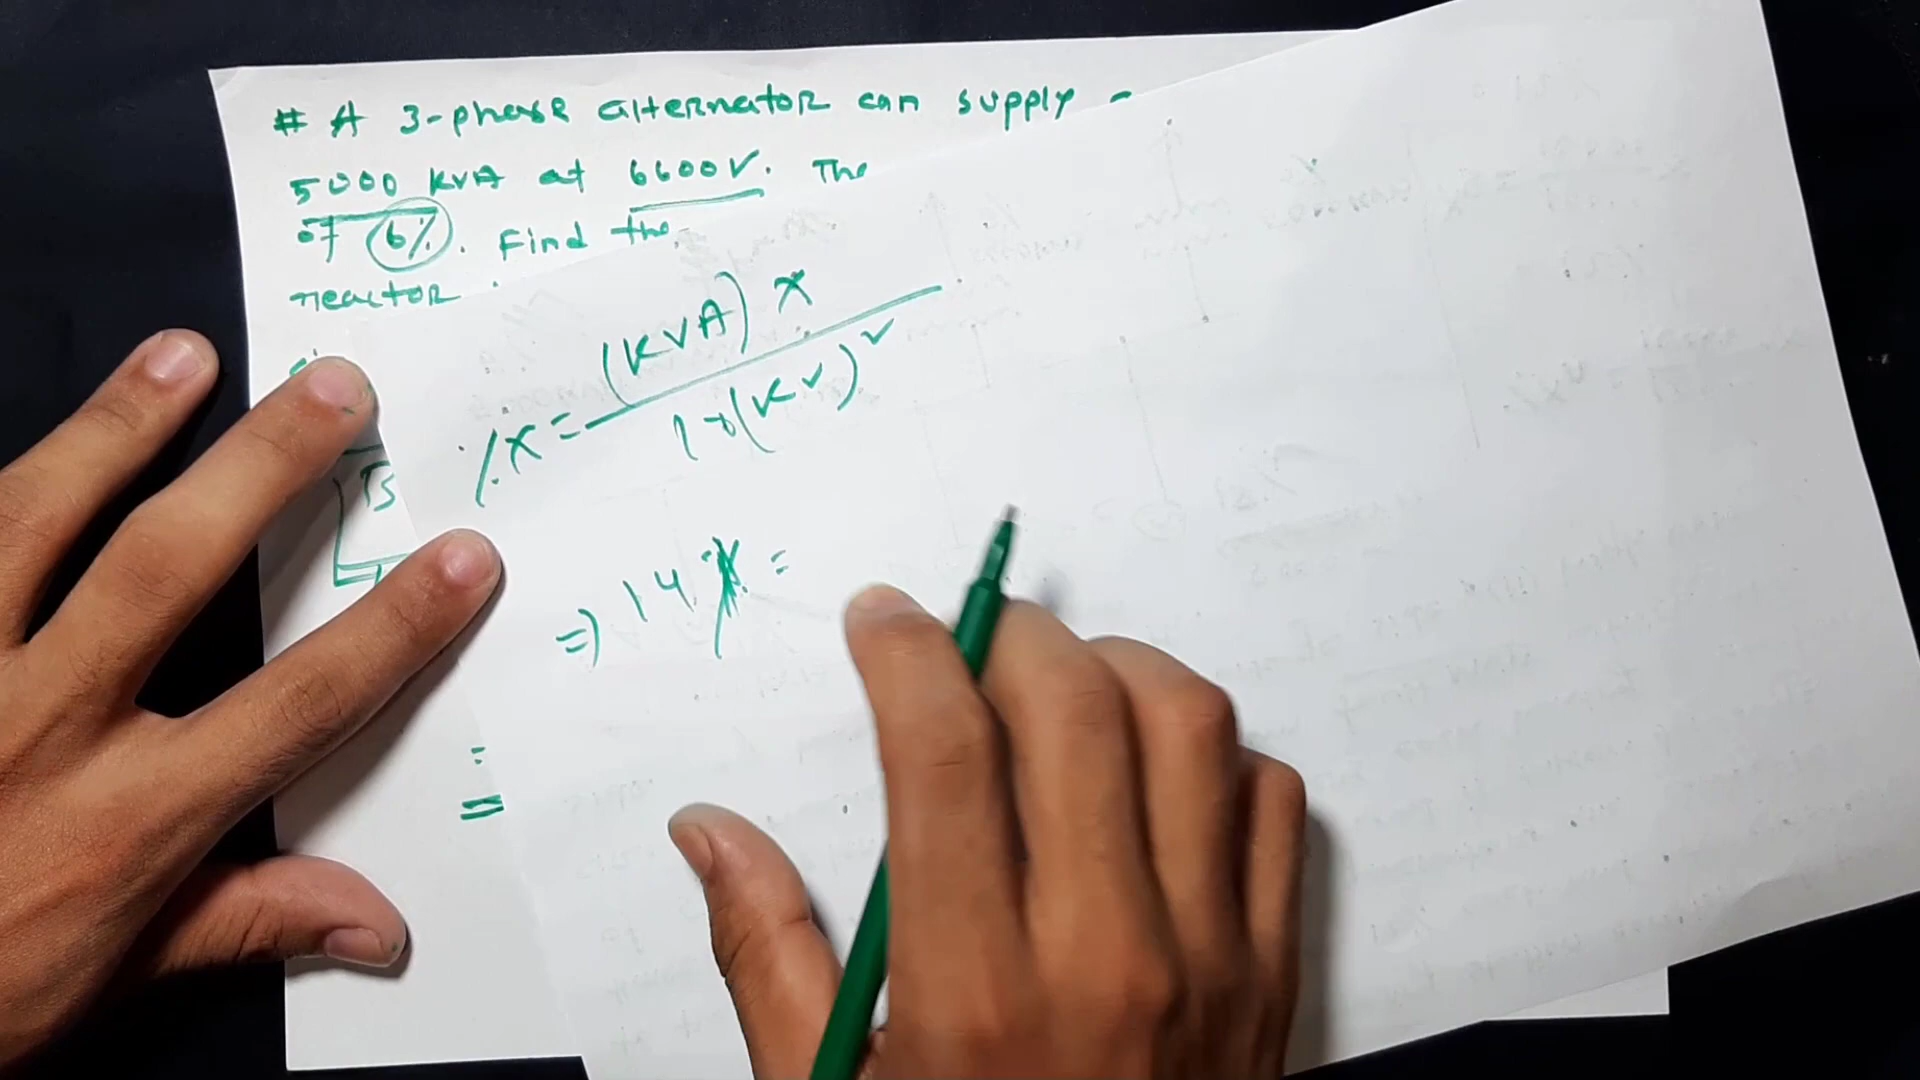 # A 3-phase alternator can supply
5000 KVA at 6600V. The
of 6%. Find the
reactor
%X = (KVA) X / 10(KV)²
=> 14 % =
=